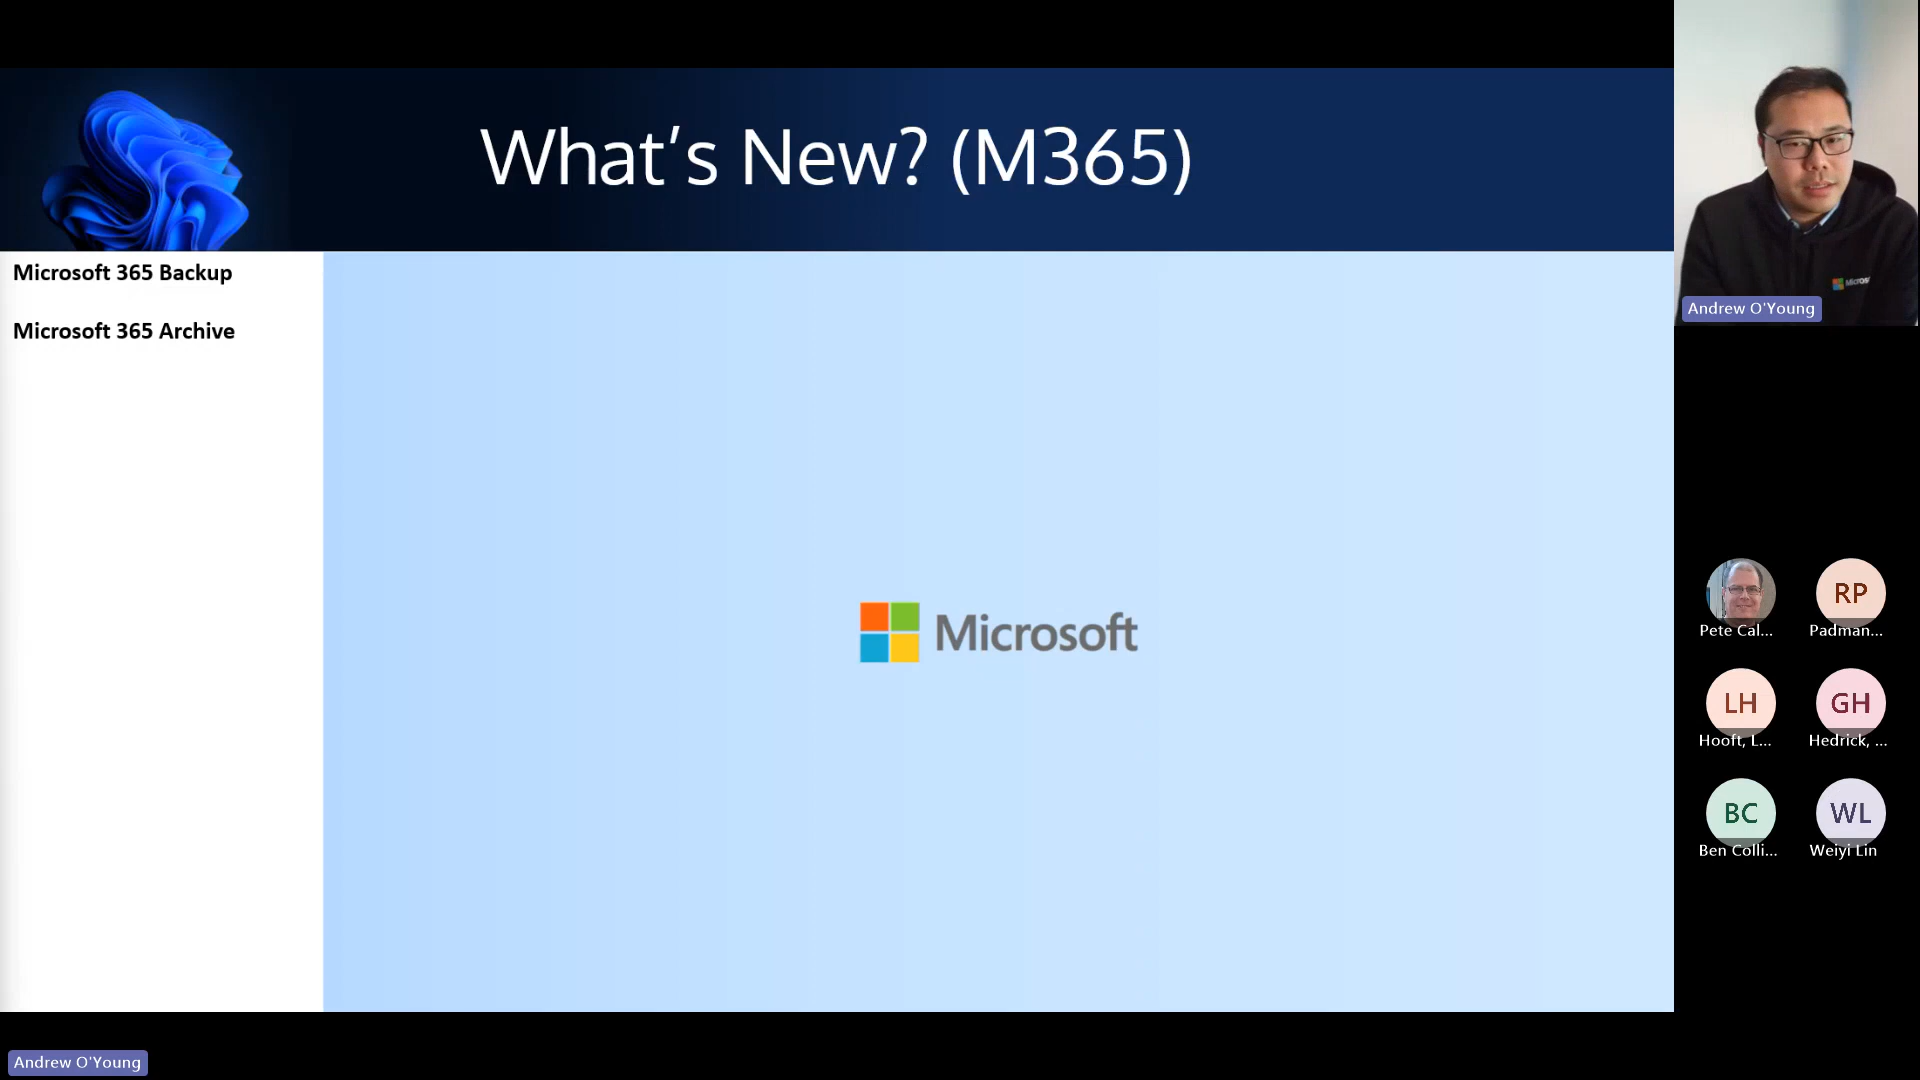 What's New? (M365)
Microsoft 365 Backup
Microsoft 365 Archive
Microsoft
Andrew O'Young
Microsof
RP
Pete Cal...
Padman...
LH
GH
Hooft, L...
Hedrick, ...
BC
WL
Ben Colli...
Weiyi Lin
Andrew O'Young